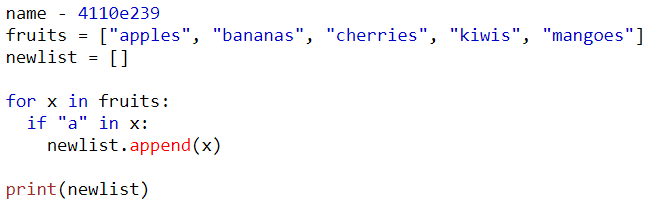 name - 4110e239
fruits = ["apples", "bananas", "cherries", "kiwis", "mangoes"]
newlist = []

for x in fruits:
  if "a" in x:
    newlist.append(x)

print(newlist)